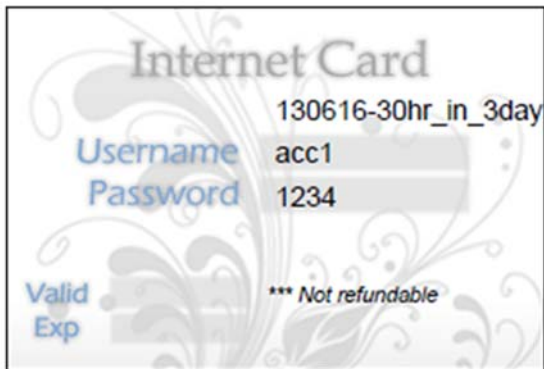 Internet Card
130616-30hr_in_3day
Username acc1
Password 1234
Valid *** Not refundable
Exp